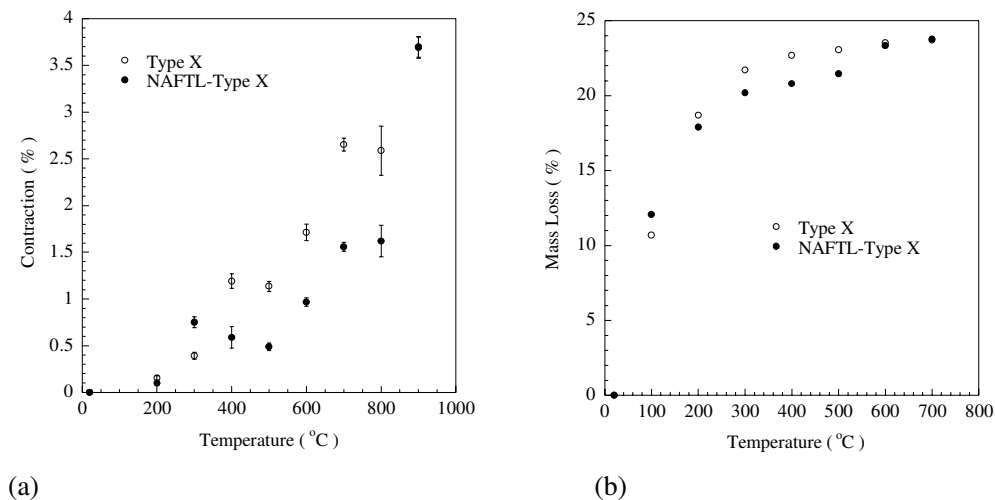 4
3.5
3
2.5
2
1.5
1
0.5
0
Contraction ( % )
Type X
NAFTL-Type X
200 400 600 800 1000
Temperature ( °C )
(a)
25
20
15
10
5
0
Mass Loss ( % )
Type X
NAFTL-Type X
0 100 200 300 400 500 600 700 800
Temperature ( °C )
(b)